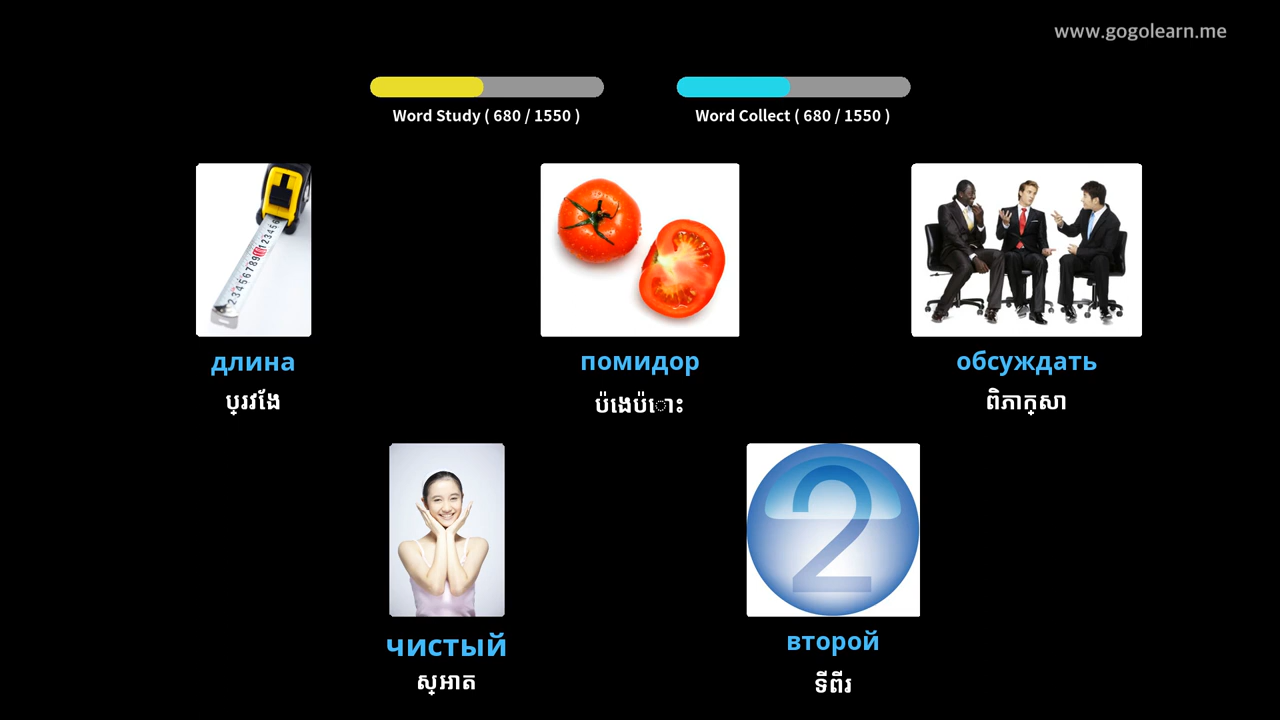 www.gogolearn.me
Word Study ( 680 / 1550 )
Word Collect ( 680 / 1550 )
длина
ប្រវែង
помидор
ប៉េងប៉ោះ
обсуждать
ពិភាក្សា
чистый
ស្អាត
второй
ទីពីរ
2